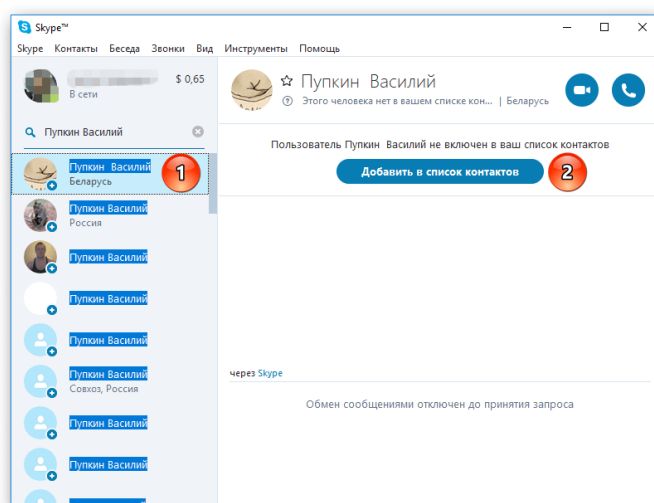 Skype™
Skype Контакты Беседа Звонки Вид Инструменты Помощь
$ 0,65
В сети
Пупкин Василий
Пупкин Василий
Беларусь
1
Пупкин Василий
Россия
Пупкин Василий
Пупкин Василий
Пупкин Василий
Пупкин Василий
Совхоз, Россия
Пупкин Василий
Пупкин Василий
Пупкин Василий
Этого человека нет в вашем списке кон... | Беларусь
Пользователь Пупкин Василий не включен в ваш список контактов
Добавить в список контактов 2
через Skype
Обмен сообщениями отключен до принятия запроса